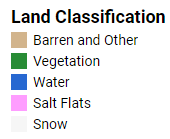 Land Classification
Barren and Other
Vegetation
Water
Salt Flats
Snow